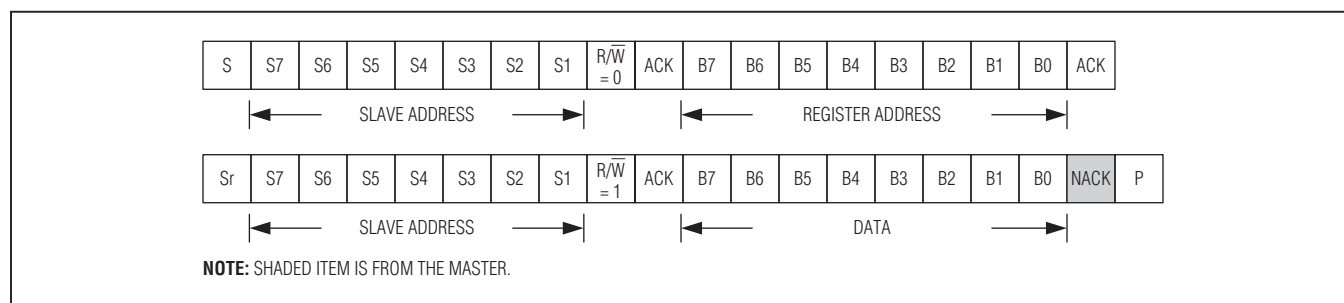 S S7 S6 S5 S4 S3 S2 S1 R/W̅ = 0 ACK B7 B6 B5 B4 B3 B2 B1 B0 ACK
SLAVE ADDRESS REGISTER ADDRESS
Sr S7 S6 S5 S4 S3 S2 S1 R/W̅ = 1 ACK B7 B6 B5 B4 B3 B2 B1 B0 NACK P
SLAVE ADDRESS DATA
NOTE: SHADED ITEM IS FROM THE MASTER.